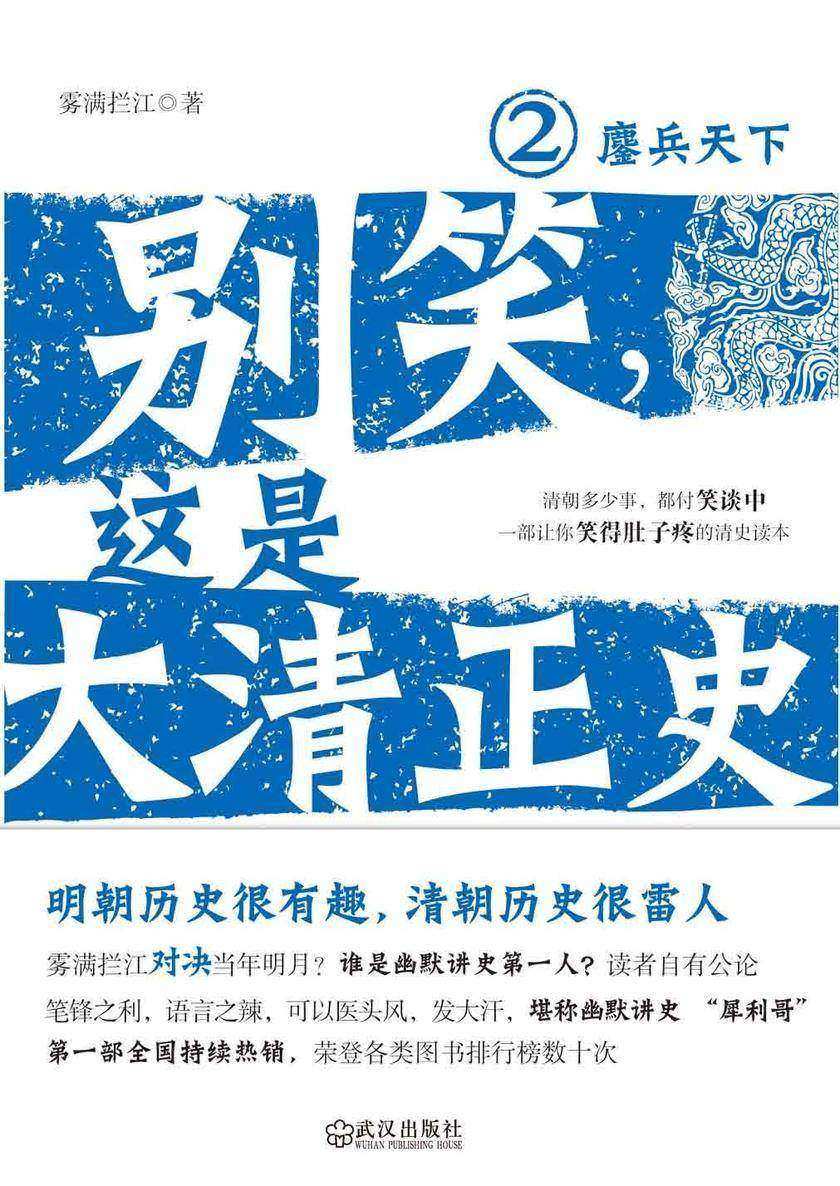 雾满拦江◎著
② 鏖兵天下
别笑，
这是
大清正史
清朝多少事，都付笑谈中
一部让你笑得肚子疼的清史读本
明朝历史很有趣，清朝历史很雷人
雾满拦江对决当年明月？谁是幽默讲史第一人？读者自有公论
笔锋之利，语言之辣，可以医头风，发大汗，堪称幽默讲史 “犀利哥”
第一部全国持续热销，荣登各类图书排行榜数十次
武汉出版社
WUHAN PUBLISHING HOUSE